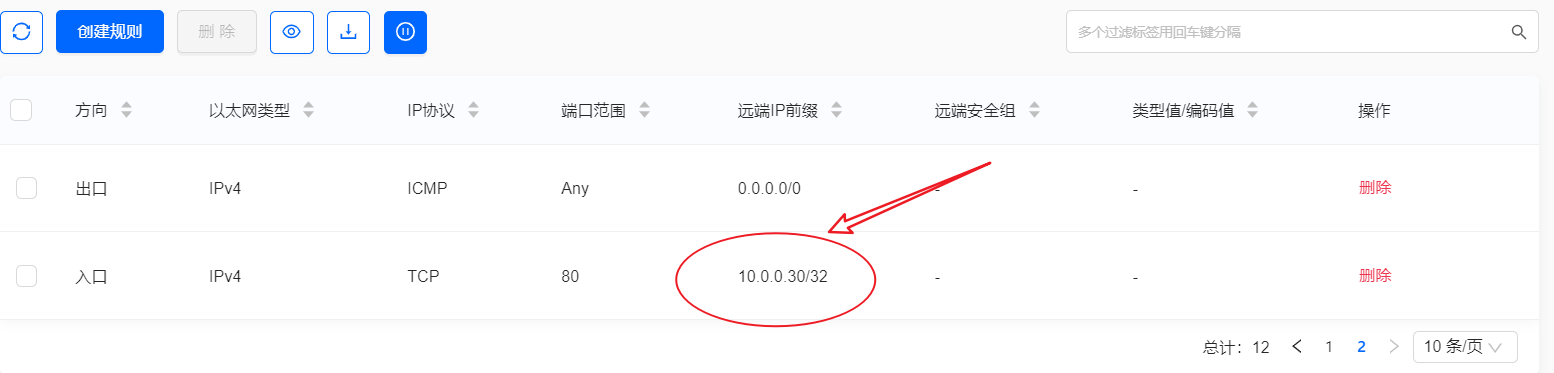 创建规则 删 除 多个过滤标签用回车键分隔
方向 以太网类型 IP协议 端口范围 远端IP前缀 远端安全组 类型值/编码值 操作
出口 IPv4 ICMP Any 0.0.0.0/0 - - 删除
入口 IPv4 TCP 80 10.0.0.30/32 - - 删除
总计：12 1 2 10 条/页